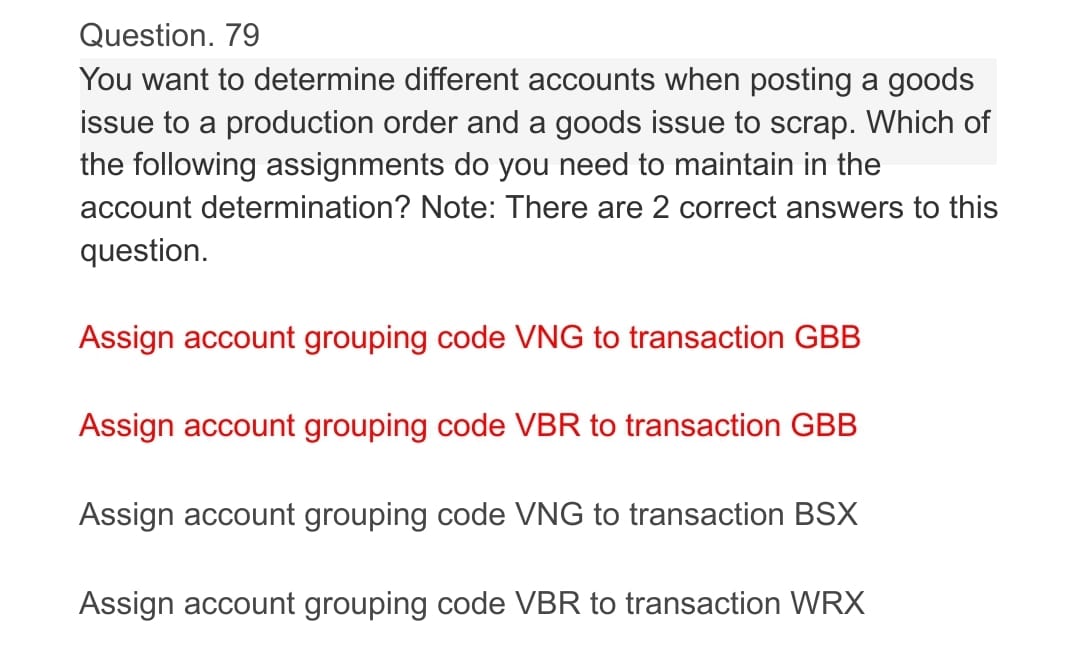 Question. 79
You want to determine different accounts when posting a goods
issue to a production order and a goods issue to scrap. Which of
the following assignments do you need to maintain in the
account determination? Note: There are 2 correct answers to this
question.
Assign account grouping code VNG to transaction GBB
Assign account grouping code VBR to transaction GBB
Assign account grouping code VNG to transaction BSX
Assign account grouping code VBR to transaction WRX